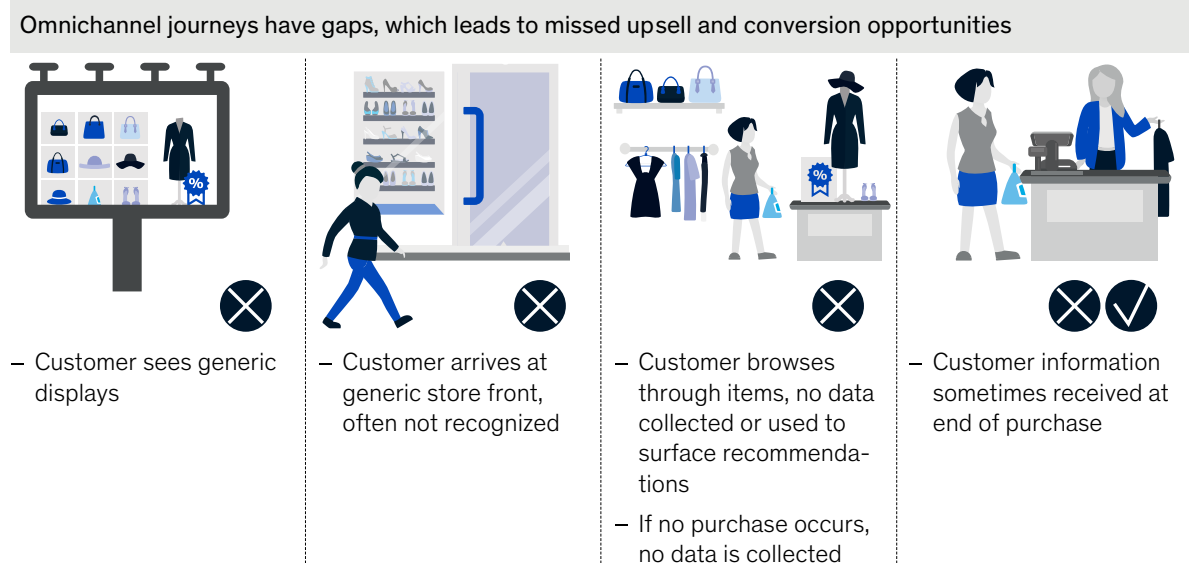 Omnichannel journeys have gaps, which leads to missed upsell and conversion opportunities
%
%
– Customer sees generic
displays
– Customer arrives at
generic store front,
often not recognized
– Customer browses
through items, no data
collected or used to
surface recommenda-
tions
– If no purchase occurs,
no data is collected
– Customer information
sometimes received at
end of purchase